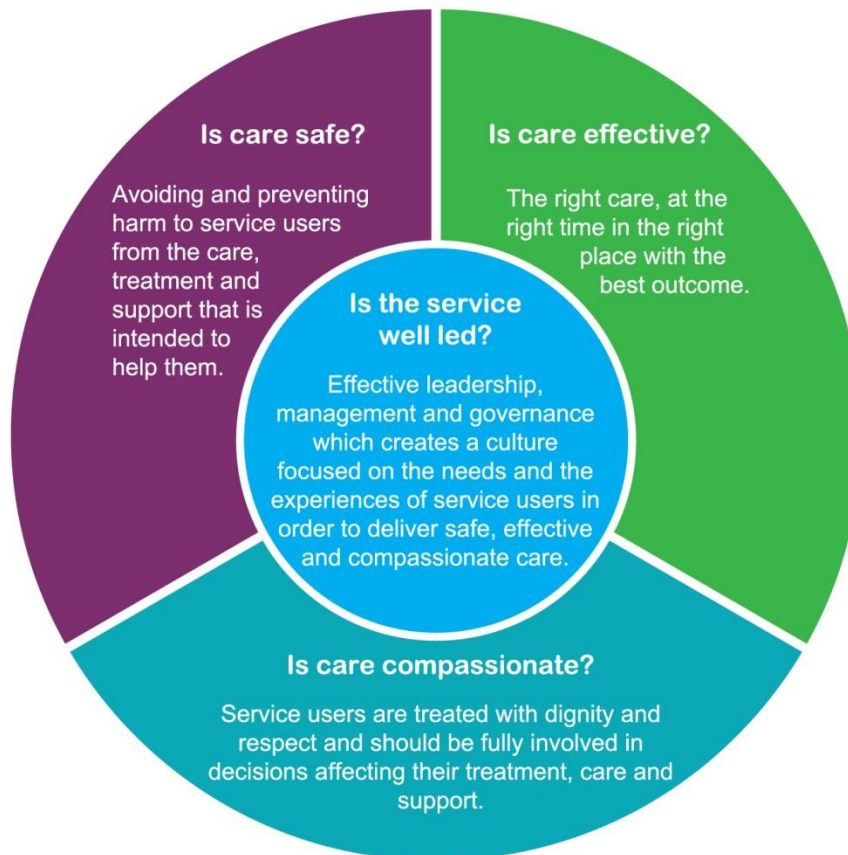 Is care safe?
Avoiding and preventing
harm to service users
from the care,
treatment and
support that is
intended to
help them.
Is care effective?
The right care, at the
right time in the right
place with the
best outcome.
Is the service
well led?
Effective leadership,
management and governance
which creates a culture
focused on the needs and the
experiences of service users in
order to deliver safe, effective
and compassionate care.
Is care compassionate?
Service users are treated with dignity and
respect and should be fully involved in
decisions affecting their treatment, care and
support.